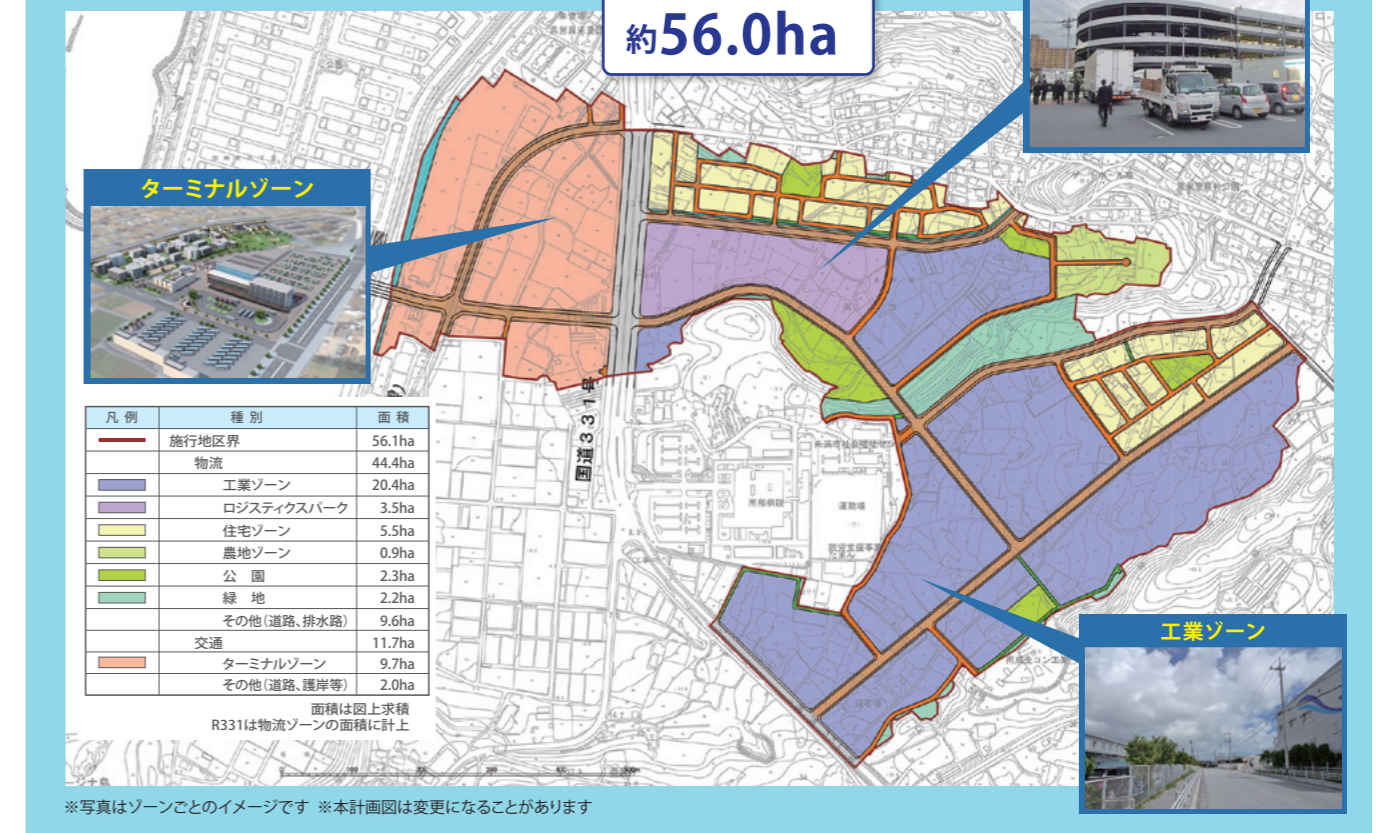 約56.0ha
ターミナルゾーン
国道331号
凡 例 種 別 面 積
施行地区界 56.1ha
物流 44.4ha
工業ゾーン 20.4ha
ロジスティクスパーク 3.5ha
住宅ゾーン 5.5ha
農地ゾーン 0.9ha
公　園 2.3ha
緑　地 2.2ha
その他（道路、排水路） 9.6ha
交通 11.7ha
ターミナルゾーン 9.7ha
その他（道路、護岸等） 2.0ha
面積は図上求積
R331は物流ゾーンの面積に計上
南部病院
運動場
工業ゾーン
※写真はゾーンごとのイメージです ※本計画図は変更になることがあります